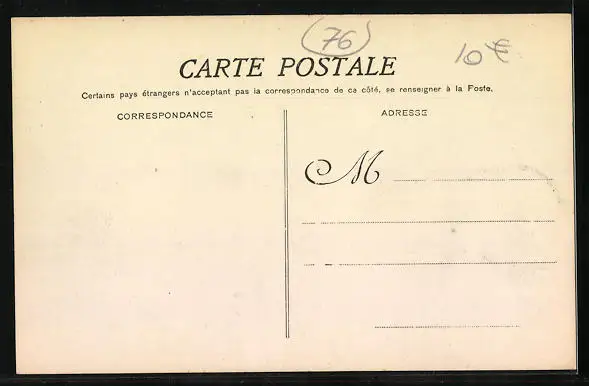 76
10€
CARTE POSTALE
Certains pays étrangers n'acceptant pas la correspondance de ce côté, se renseigner à la Poste.
CORRESPONDANCE
ADRESSE
M